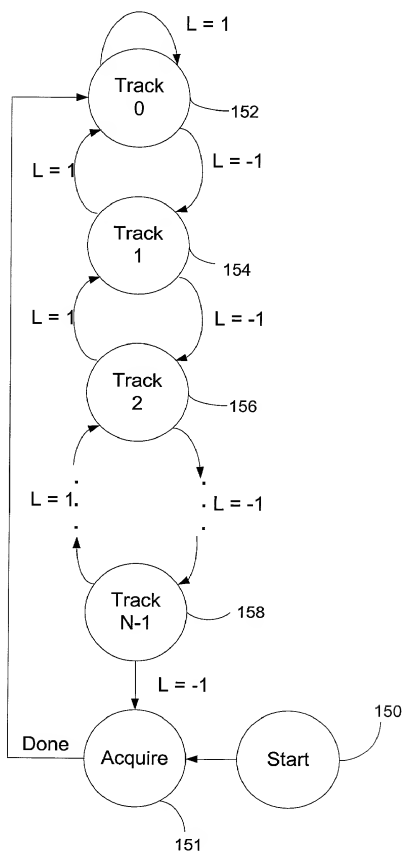 L = 1
Track
0
152
L = 1
L = -1
Track
1
154
L = 1
L = -1
Track
2
156
L = 1
L = -1
Track
N-1
158
L = -1
150
Done
Acquire
Start
151